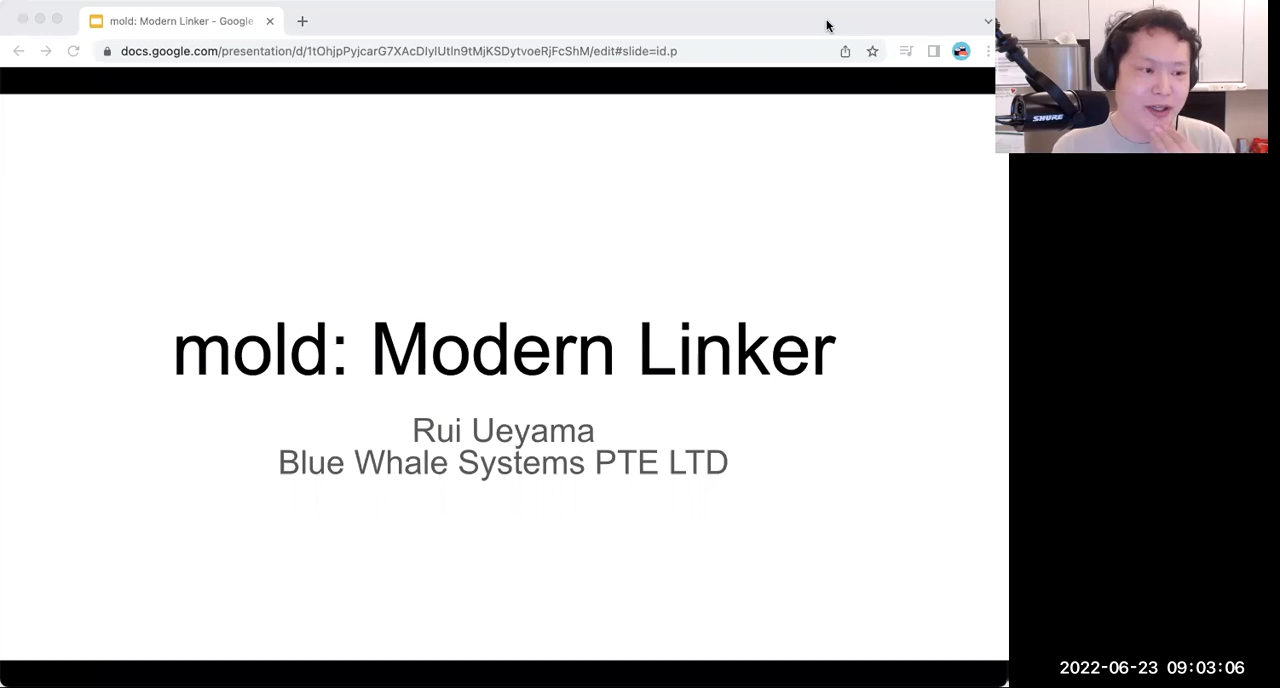 mold: Modern Linker - Google
docs.google.com/presentation/d/1tOhjpPyjcarG7XAcDIyIUtIn9tMjKSDytvoeRjFcShM/edit#slide=id.p
SHURE
mold: Modern Linker
Rui Ueyama
Blue Whale Systems PTE LTD
2022-06-23 09:03:06